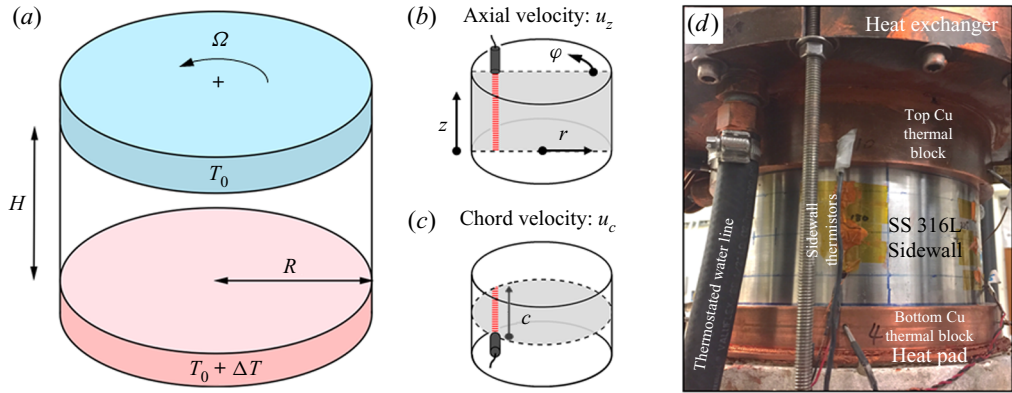 (a)
Ω
+
T0
H
R
T0 + ΔT
(b)
Axial velocity: uz
φ
z
r
(c)
Chord velocity: uc
c
(d)
Heat exchanger
Top Cu
thermal
block
Thermostated water line
Sidewall
thermistors
SS 316L
Sidewall
Bottom Cu
thermal block
Heat pad
4